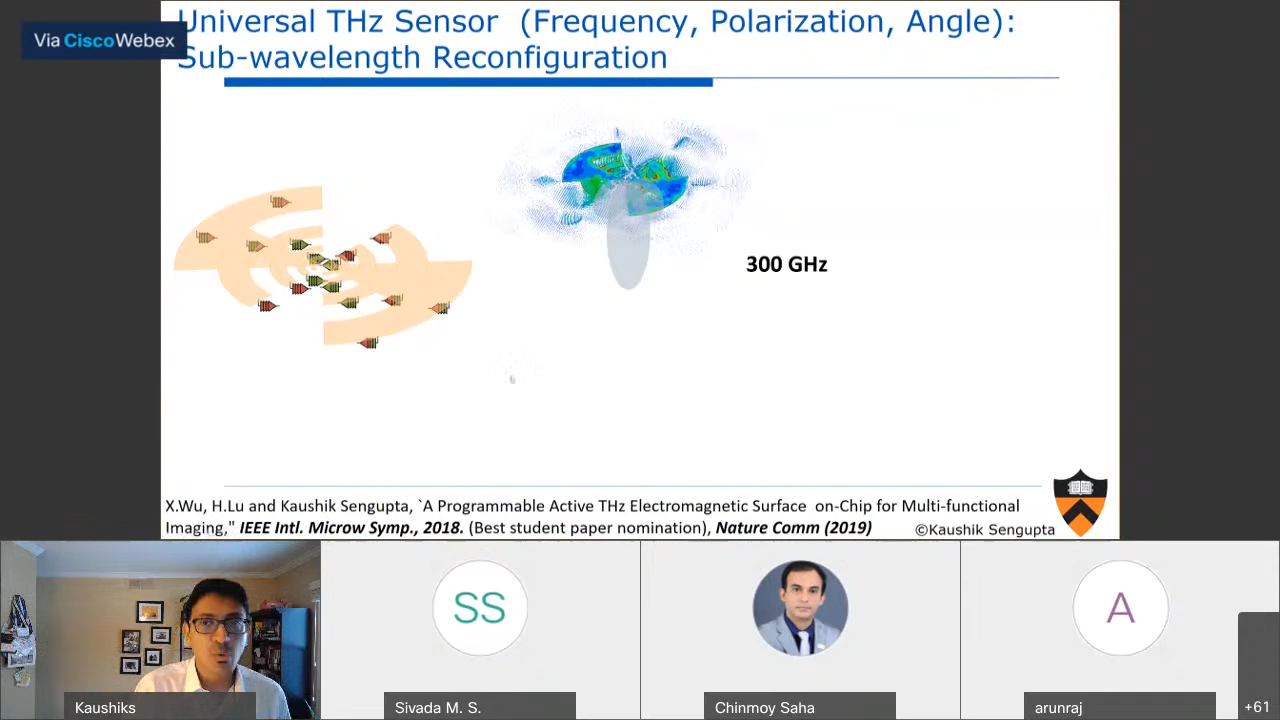 Universal THz Sensor (Frequency, Polarization, Angle):
Via Cisco Webex
Sub-wavelength Reconfiguration
300 GHz
X.Wu, H.Lu and Kaushik Sengupta, `A Programmable Active THz Electromagnetic Surface on-Chip for Multi-functional
Imaging," IEEE Intl. Microw Symp., 2018. (Best student paper nomination), Nature Comm (2019)
©Kaushik Sengupta
SS
A
Kaushiks
Sivada M. S.
Chinmoy Saha
arunraj
+61